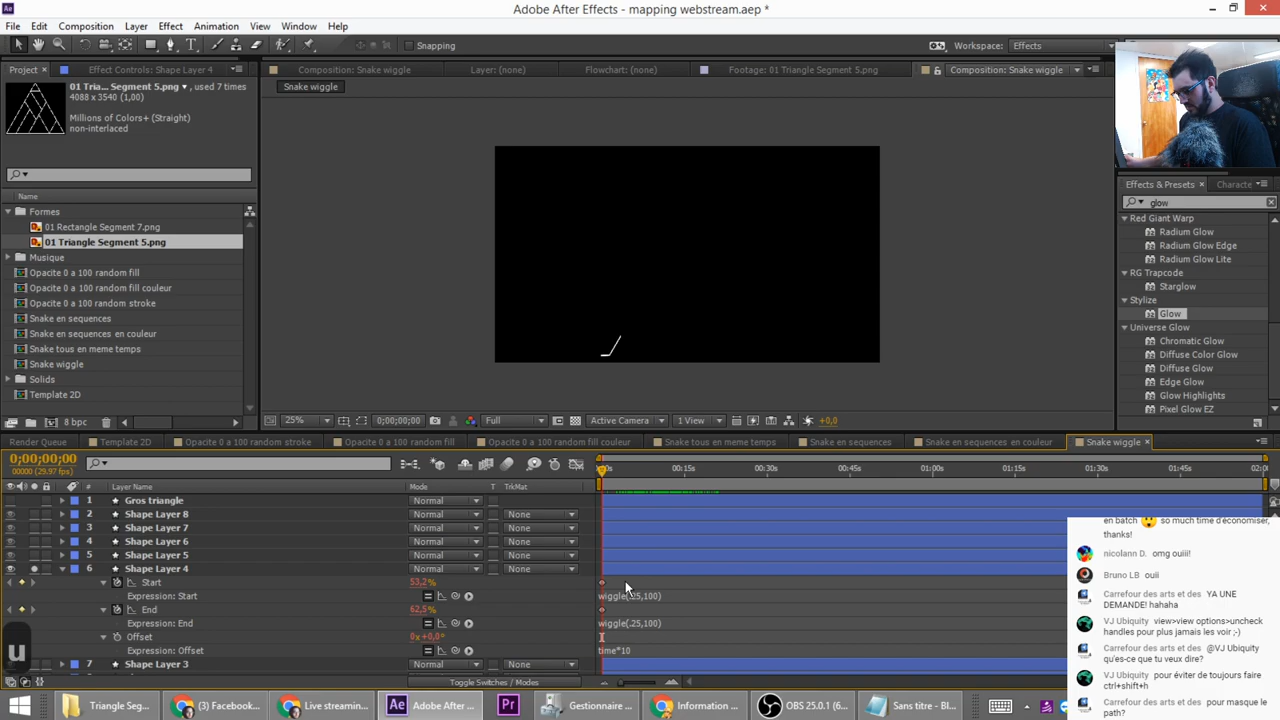 Adobe After Effects - mapping webstream.aep *
File Edit Composition Layer Effect Animation View Window Help
Snapping
Workspace: Effects
Project Effect Controls: Shape Layer 4
Composition: Snake wiggle
Layer: (none)
Flowchart: (none)
Footage: 01 Triangle Segment 5.png
Composition: Snake wiggle
01 Tria... Segment 5.png , used 7 times
4088 x 3540 (1,00)
Millions of Colors+ (Straight)
non-interlaced
Snake wiggle
Name
Formes
01 Rectangle Segment 7.png
01 Triangle Segment 5.png
Musique
Opacite 0 a 100 random fill
Opacite 0 a 100 random fill couleur
Opacite 0 a 100 random stroke
Snake en sequences
Snake en sequences en couleur
Snake tous en meme temps
Snake wiggle
Solids
Template 2D
8 bpc
25% 0;00;00;00 Full Active Camera 1 View +0,0
Effects & Presets Characte
glow
Red Giant Warp
Radium Glow
Radium Glow Edge
Radium Glow Lite
RG Trapcode
Starglow
Stylize
Glow
Universe Glow
Chromatic Glow
Diffuse Color Glow
Diffuse Glow
Edge Glow
Glow Highlights
Pixel Glow EZ
Render Queue Template 2D Opacite 0 a 100 random stroke Opacite 0 a 100 random fill Opacite 0 a 100 random fill couleur Snake tous en meme temps Snake en sequences Snake en sequences en couleur Snake wiggle
0;00;00;00
00000 (29.97 fps)
00:15s 00:30s 00:45s 01:00s 01:15s 01:30s 01:45s
# Layer Name Mode T TrkMat
1 Gros triangle Normal
2 Shape Layer 8 Normal None
3 Shape Layer 7 Normal None
4 Shape Layer 6 Normal None
5 Shape Layer 5 Normal None
6 Shape Layer 4 Normal None
Start 53,2%
Expression: Start wiggle(.25,100)
End 62,5%
Expression: End wiggle(.25,100)
Offset 0x+0,0°
Expression: Offset time*10
7 Shape Layer 3 Normal None
Toggle Switches / Modes
u
en batch so much time d'économiser,
thanks!
nicolann D. omg ouiii!
Bruno LB ouii
Carrefour des arts et des YA UNE
DEMANDE! hahaha
VJ Ubiquity view>view options>uncheck
handles pour plus jamais les voir ;-)
Carrefour des arts et des @VJ Ubiquity
qu'es-ce que tu veux dire?
VJ Ubiquity pour éviter de toujours faire
ctrl+shift+h
Carrefour des arts et des pour masque le
path?
Triangle Seg...
(3) Facebook...
Live streamin...
Adobe After ...
Pr
Gestionnaire ...
Information ...
OBS 25.0.1 (6...
Sans titre - Bl...